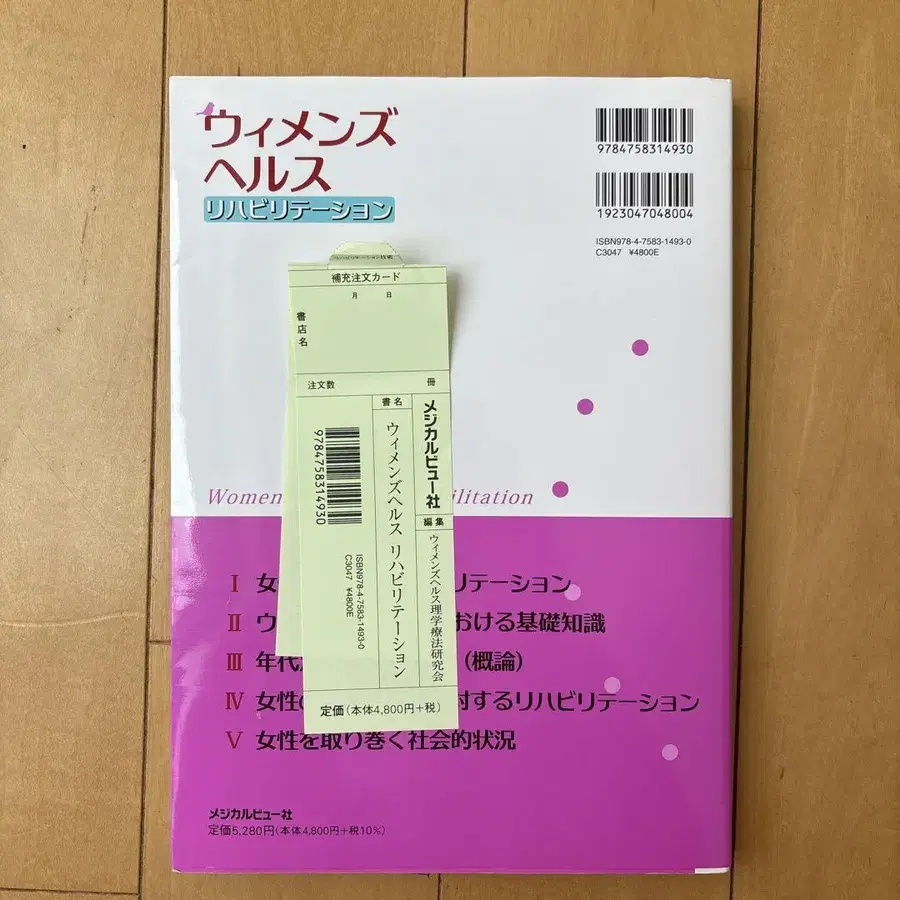 ウィメンズ
ヘルス
リハビリテーション
9784758314930
1923047048004
ISBN978-4-7583-1493-0
C3047 ¥4800E
補充注文カード
月 日
書店名
注文数 冊
書名
ウィメンズヘルス リハビリテーション
メジカルビュー社
編集
ウィメンズヘルス理学療法研究会
9784758314930
ISBN978-4-7583-1493-0
C3047 ¥4800E
定価(本体4,800円+税)
Women ilitation
I 女 リテーション
II ウ おける基礎知識
III 年代 (概論)
IV 女性の 対するリハビリテーション
V 女性を取り巻く社会的状況
メジカルビュー社
定価5,280円(本体4,800円+税10%)